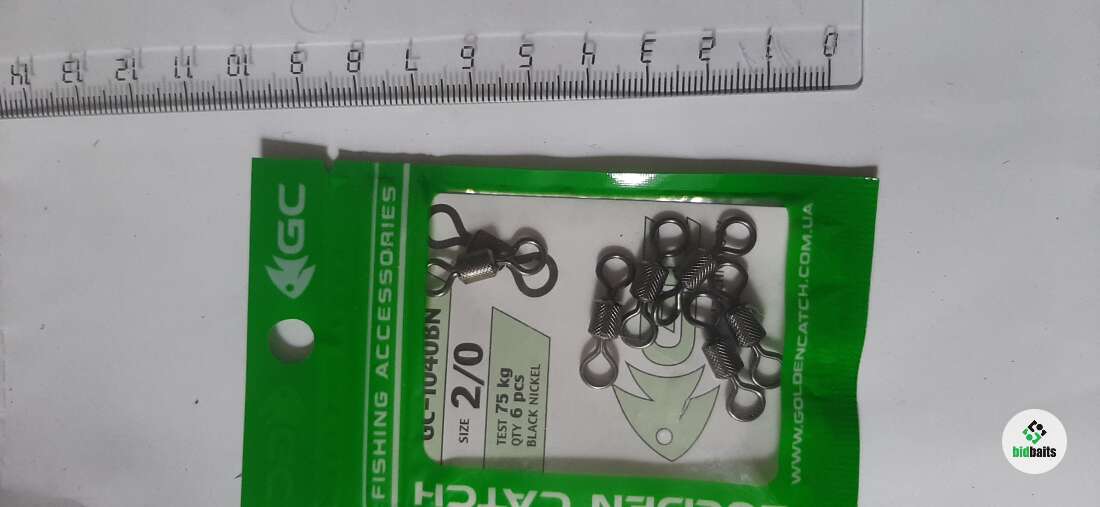 0 1 2 3 4 5 6 7 8 9 10 11 12 13 14
GC
FISHING ACCESSORIES
GC-1040BN
SIZE 2/0
TEST 75 kg
QTY 6 pcs
BLACK NICKEL
WWW.GOLDENCATCH.COM.UA
GOLDEN CATCH
bidbaits